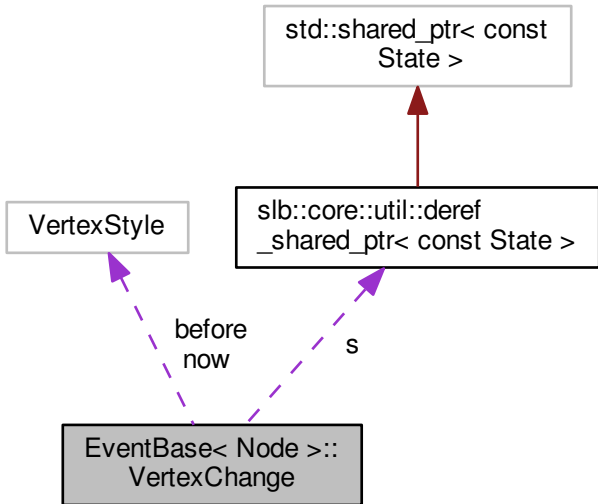 std::shared_ptr< const
State >
slb::core::util::deref
_shared_ptr< const State >
VertexStyle
before
now
s
EventBase< Node >::
VertexChange